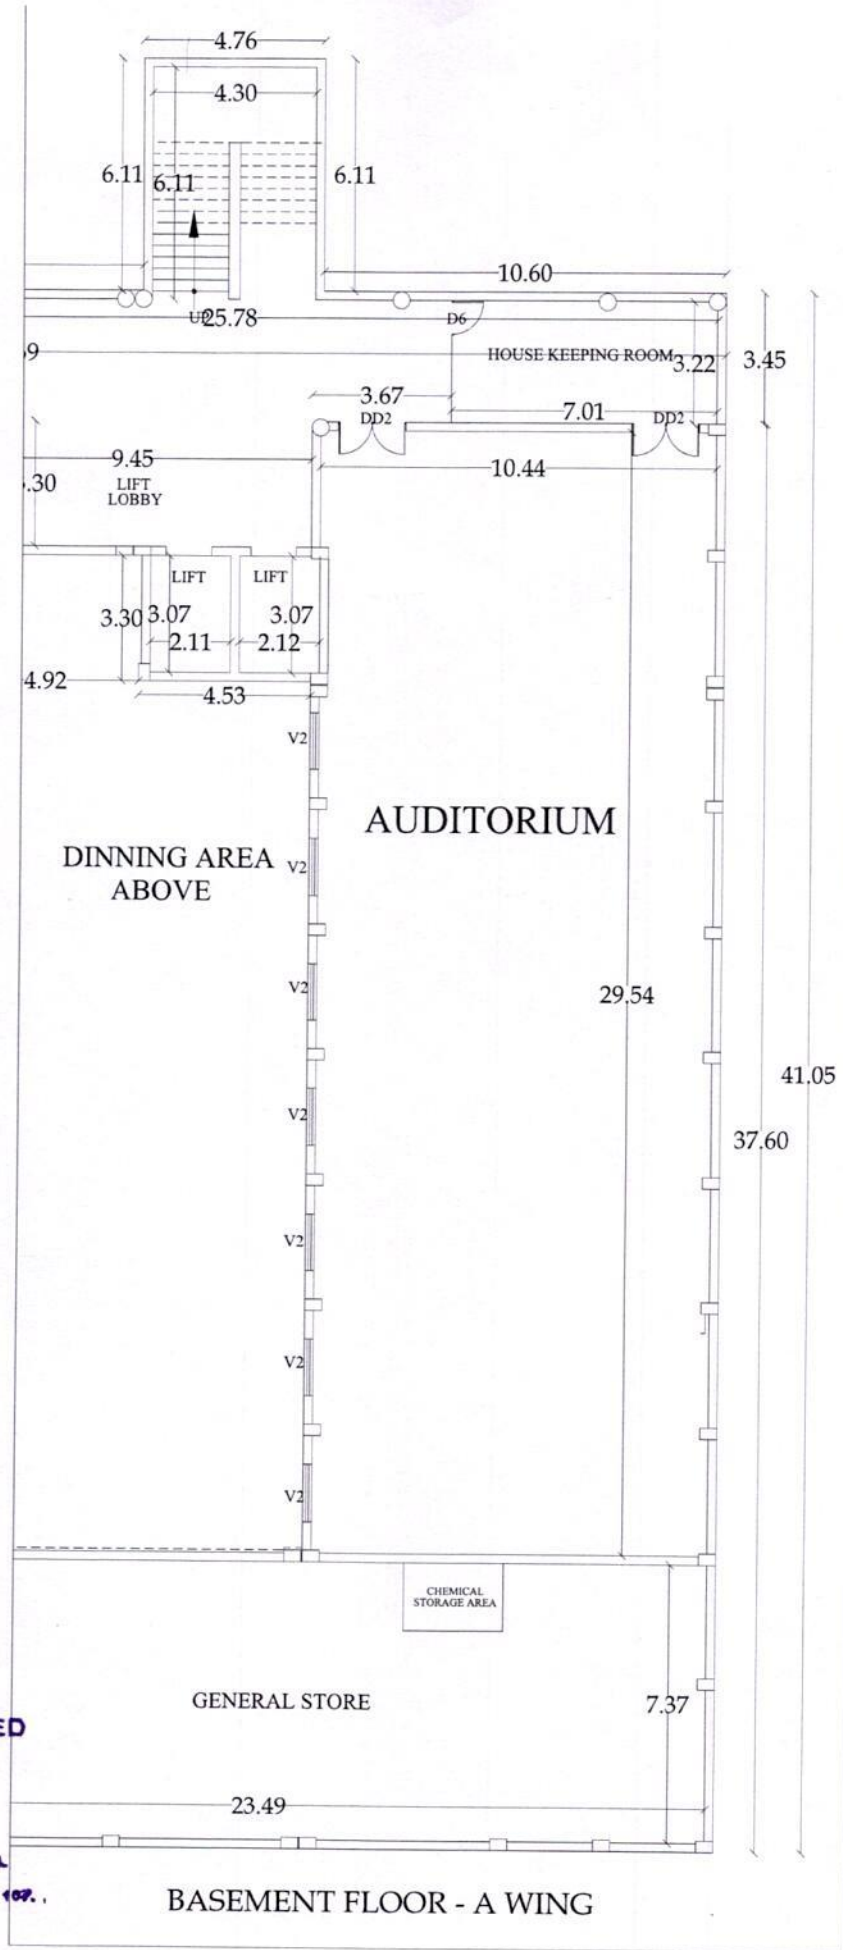 4.76
4.30
6.11
6.11
6.11
10.60
UP
25.78
D6
9
HOUSE KEEPING ROOM
3.22
3.45
3.67
7.01
DD2
DD2
9.45
10.44
.30
LIFT
LOBBY
LIFT
LIFT
3.30
3.07
3.07
2.11
2.12
4.92
4.53
V2
AUDITORIUM
DINNING AREA
ABOVE
V2
V2
29.54
41.05
V2
37.60
V2
V2
V2
CHEMICAL
STORAGE AREA
GENERAL STORE
7.37
ED
23.49
BASEMENT FLOOR - A WING